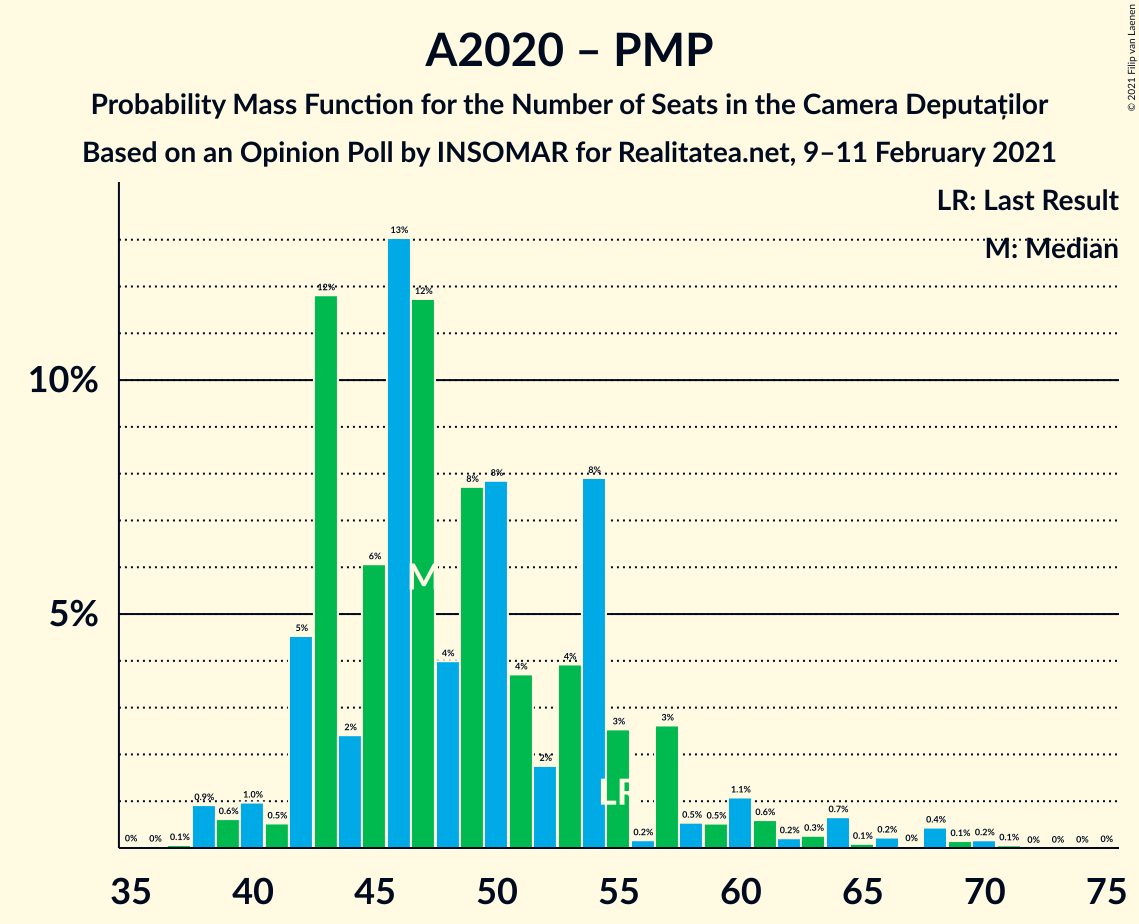 A2020 – PMP
Probability Mass Function for the Number of Seats in the Camera Deputaților
Based on an Opinion Poll by INSOMAR for Realitatea.net, 9–11 February 2021
© 2021 Filip van Laenen
LR: Last Result
M: Median
10%
5%
0% 0% 0.1% 0.9% 0.6% 1.0% 0.5% 5% 12% 2% 6% 13% 12% 4% 8% 8% 4% 2% 4% 8% 3% 0.2% 3% 0.5% 0.5% 1.1% 0.6% 0.2% 0.3% 0.7% 0.1% 0.2% 0% 0.4% 0.1% 0.2% 0.1% 0% 0% 0% 0%
M
LR
35 40 45 50 55 60 65 70 75